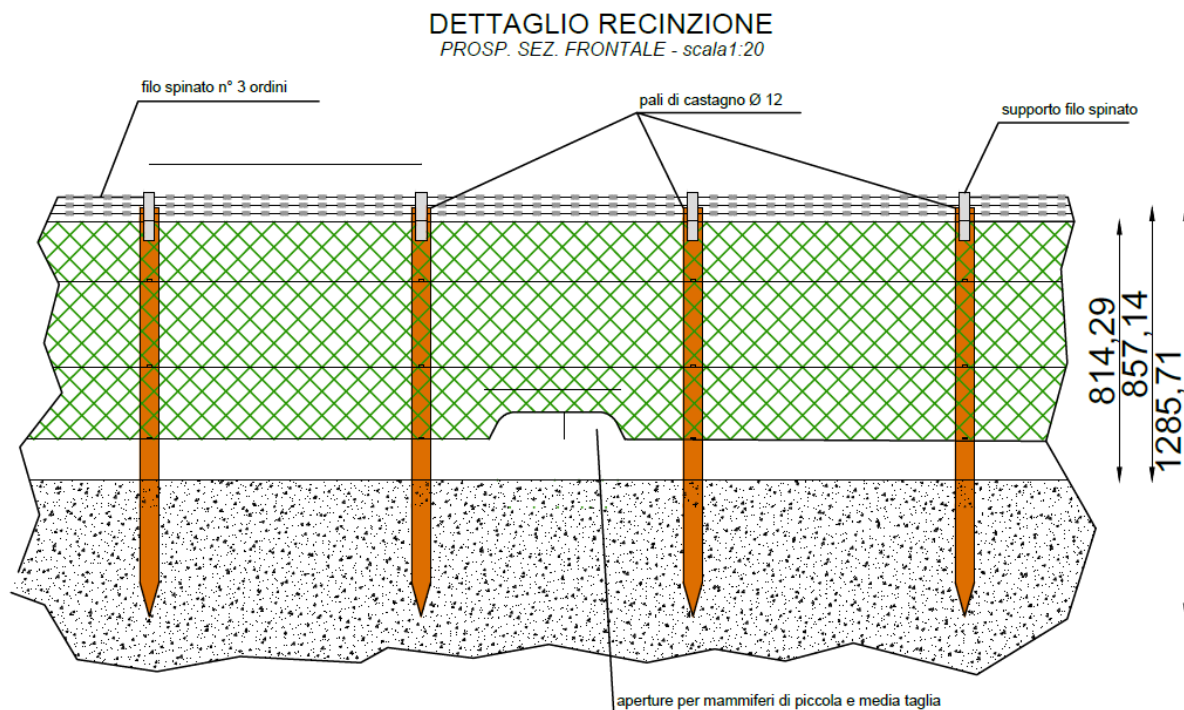 DETTAGLIO RECINZIONE
PROSP. SEZ. FRONTALE - scala1:20
filo spinato n° 3 ordini
pali di castagno Ø 12
supporto filo spinato
814,29
857,14
1285,71
aperture per mammiferi di piccola e media taglia